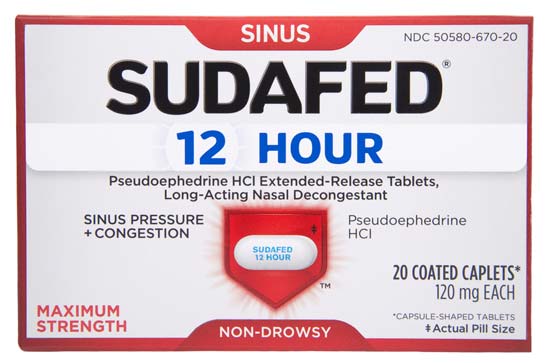 SINUS
NDC 50580-670-20
SUDAFED®
12 HOUR
Pseudoephedrine HCl Extended-Release Tablets,
Long-Acting Nasal Decongestant
SINUS PRESSURE
+ CONGESTION
SUDAFED
12 HOUR
‡
™
Pseudoephedrine
HCl
20 COATED CAPLETS*
120 mg EACH
*CAPSULE-SHAPED TABLETS
‡Actual Pill Size
MAXIMUM
STRENGTH
NON-DROWSY